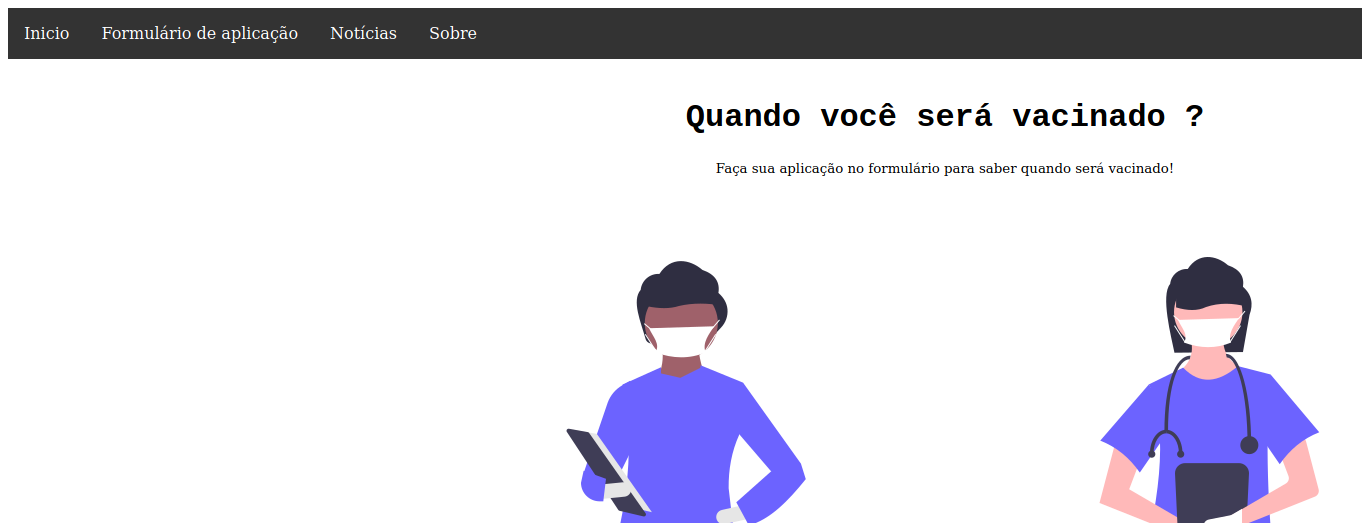 Inicio Formulário de aplicação Notícias Sobre
Quando você será vacinado ?
Faça sua aplicação no formulário para saber quando será vacinado!